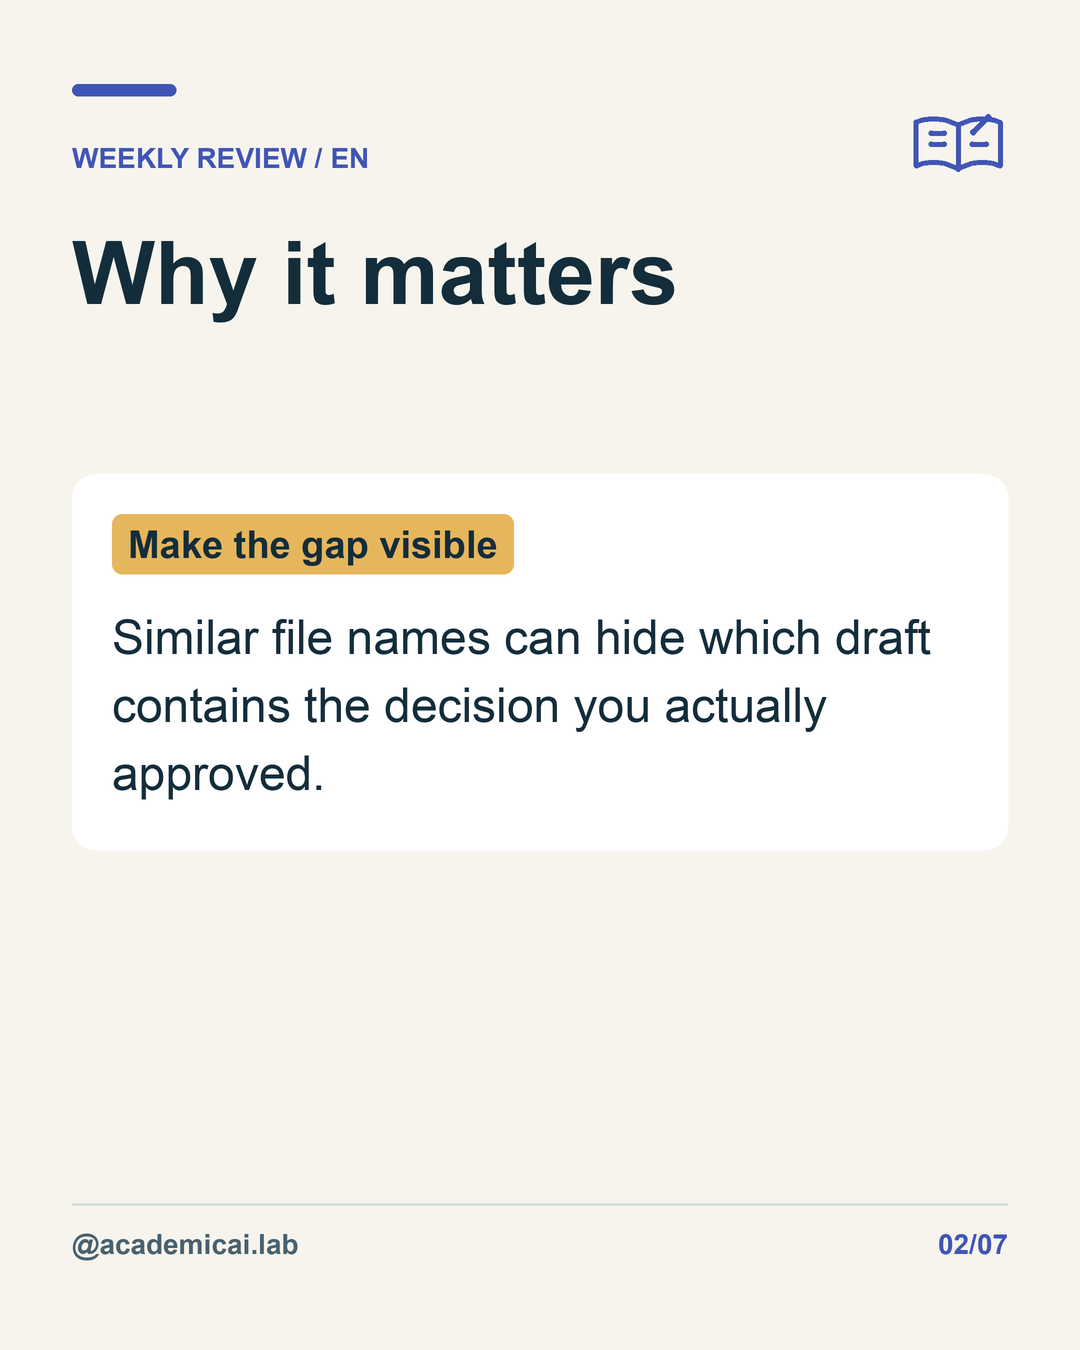 WEEKLY REVIEW / EN
Why it matters
Make the gap visible
Similar file names can hide which draft
contains the decision you actually
approved.
@academicai.lab
02/07